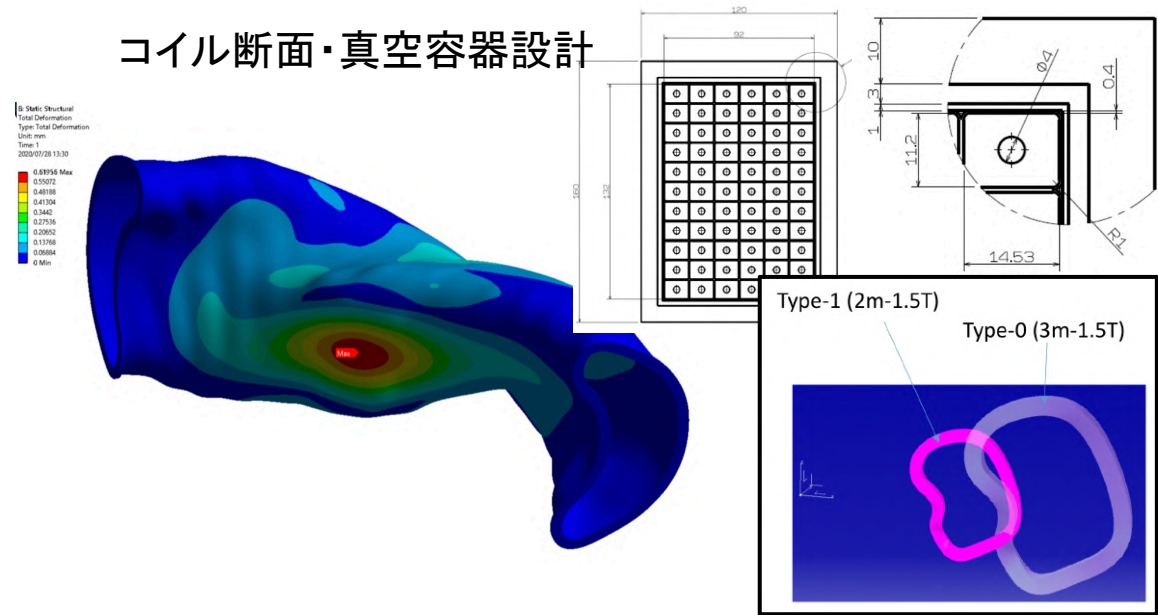 コイル断面・真空容器設計
B: Static Structural
Total Deformation
Type: Total Deformation
Unit: mm
Time: 1
2020/07/28 13:30
0.61956 Max
0.55072
0.48188
0.41304
0.3442
0.27536
0.20652
0.13768
0.06884
0 Min
Max
120
92
160
132
10
3
1
11.2
14.53
ø4
0.4
R1
Type-1 (2m-1.5T)
Type-0 (3m-1.5T)